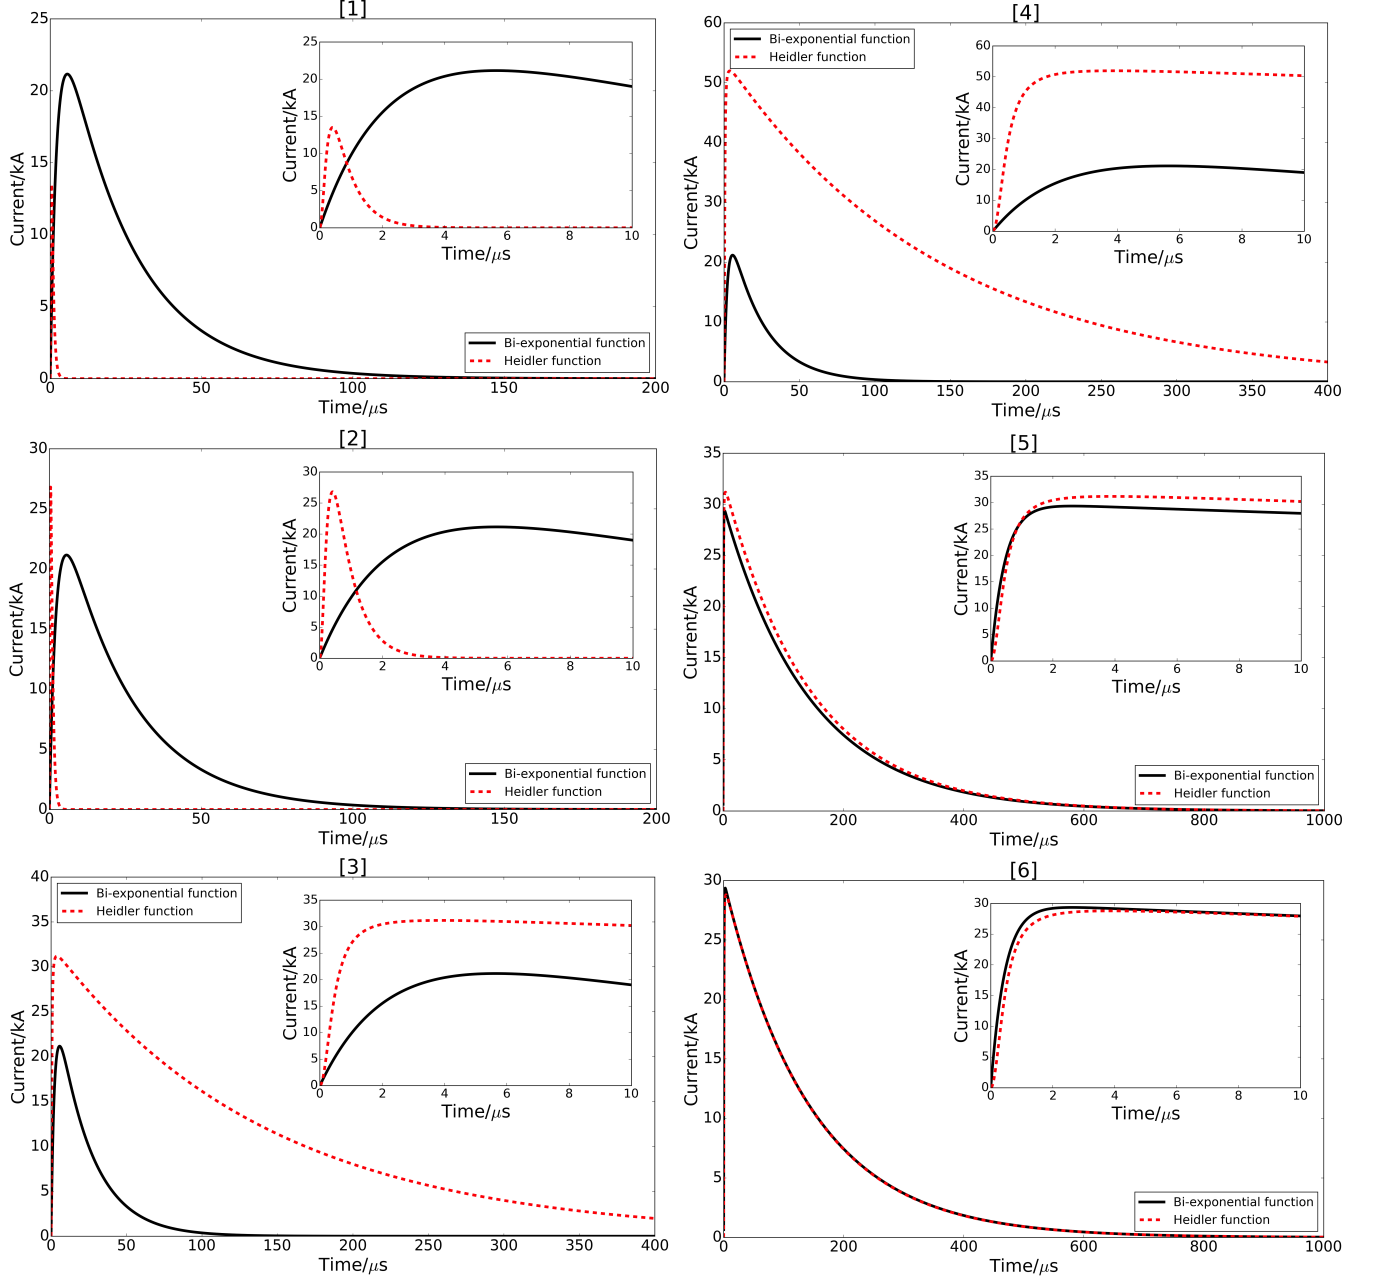 [1]
25
20
15
10
5
0
Current/kA
0 50 100 150 200
Time/μs
25
20
15
10
5
0
Current/kA
0 2 4 6 8 10
Time/μs
Bi-exponential function
Heidler function
[4]
60
50
40
30
20
10
0
Current/kA
0 50 100 150 200 250 300 350 400
Time/μs
Bi-exponential function
Heidler function
60
50
40
30
20
10
0
Current/kA
0 2 4 6 8 10
Time/μs
[2]
30
25
20
15
10
5
0
Current/kA
0 50 100 150 200
Time/μs
30
25
20
15
10
5
0
Current/kA
0 2 4 6 8 10
Time/μs
Bi-exponential function
Heidler function
[5]
35
30
25
20
15
10
5
0
Current/kA
0 200 400 600 800 1000
Time/μs
35
30
25
20
15
10
5
0
Current/kA
0 2 4 6 8 10
Time/μs
Bi-exponential function
Heidler function
[3]
40
35
30
25
20
15
10
5
0
Current/kA
0 50 100 150 200 250 300 350 400
Time/μs
Bi-exponential function
Heidler function
35
30
25
20
15
10
5
0
Current/kA
0 2 4 6 8 10
Time/μs
[6]
30
25
20
15
10
5
0
Current/kA
0 200 400 600 800 1000
Time/μs
30
25
20
15
10
5
0
Current/kA
0 2 4 6 8 10
Time/μs
Bi-exponential function
Heidler function